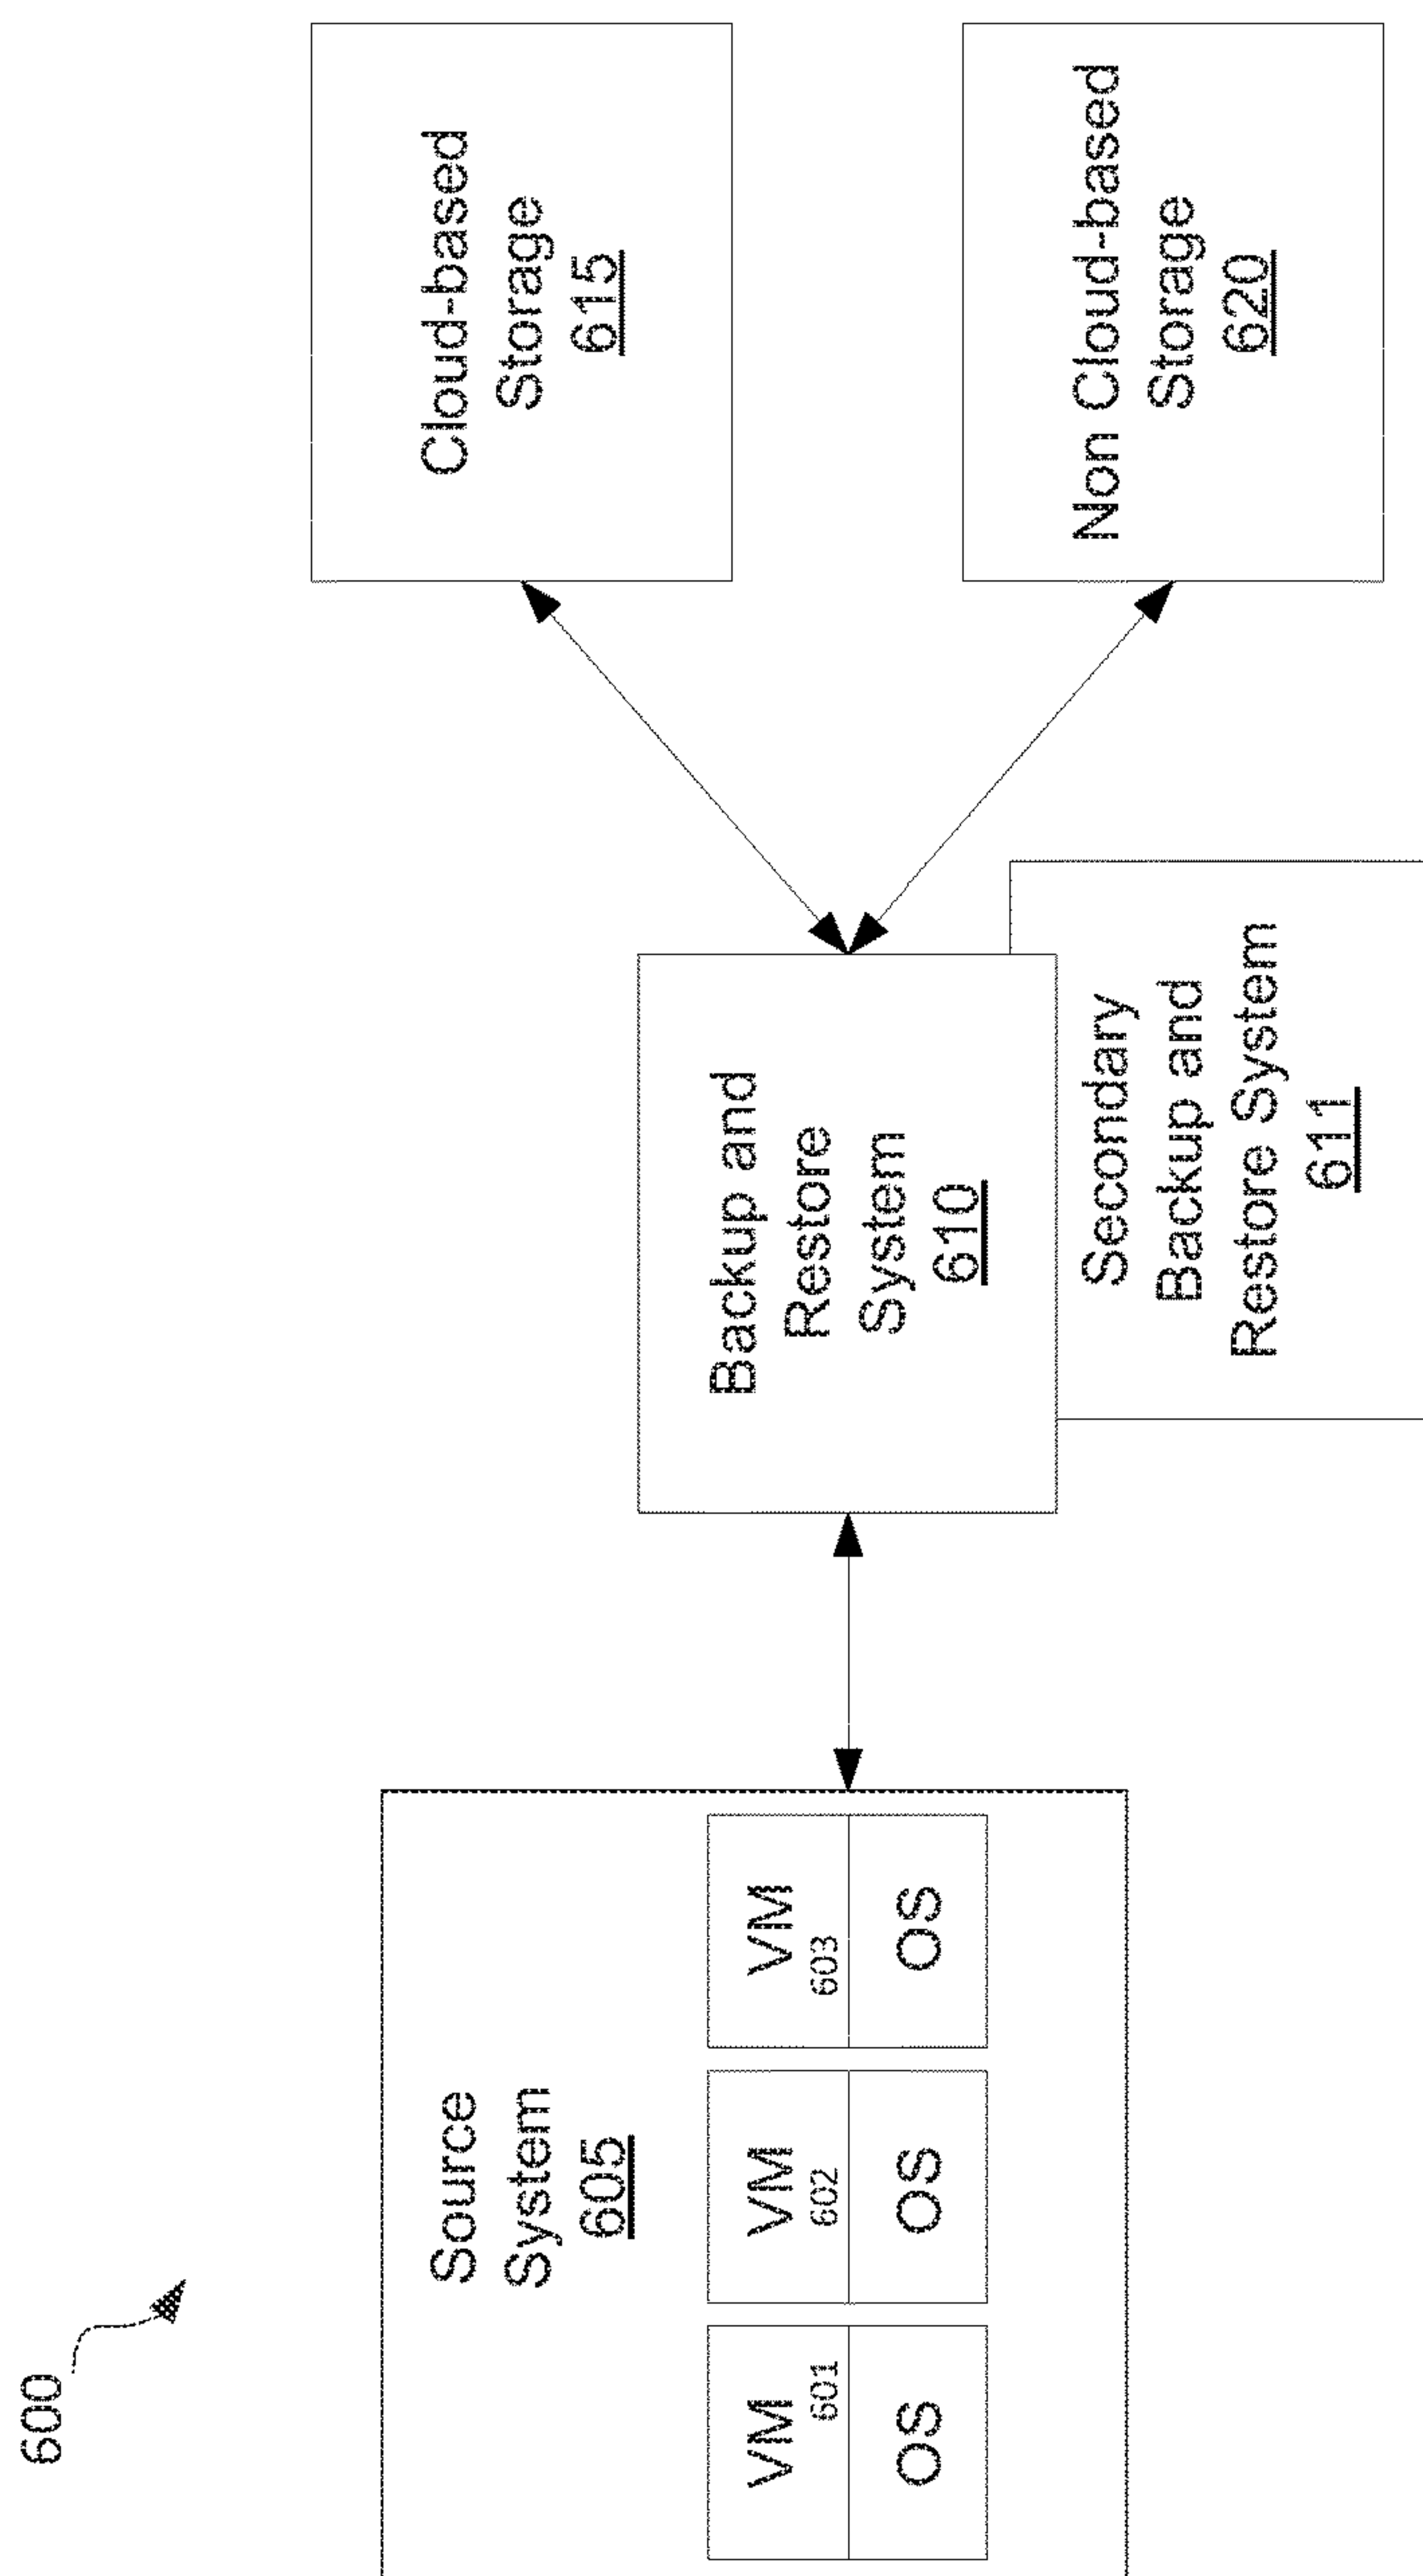 600
Source
System
605
VM
601
OS
VM
602
OS
VM
603
OS
Backup and
Restore
System
610
Secondary
Backup and
Restore System
611
Cloud-based
Storage
615
Non Cloud-based
Storage
620